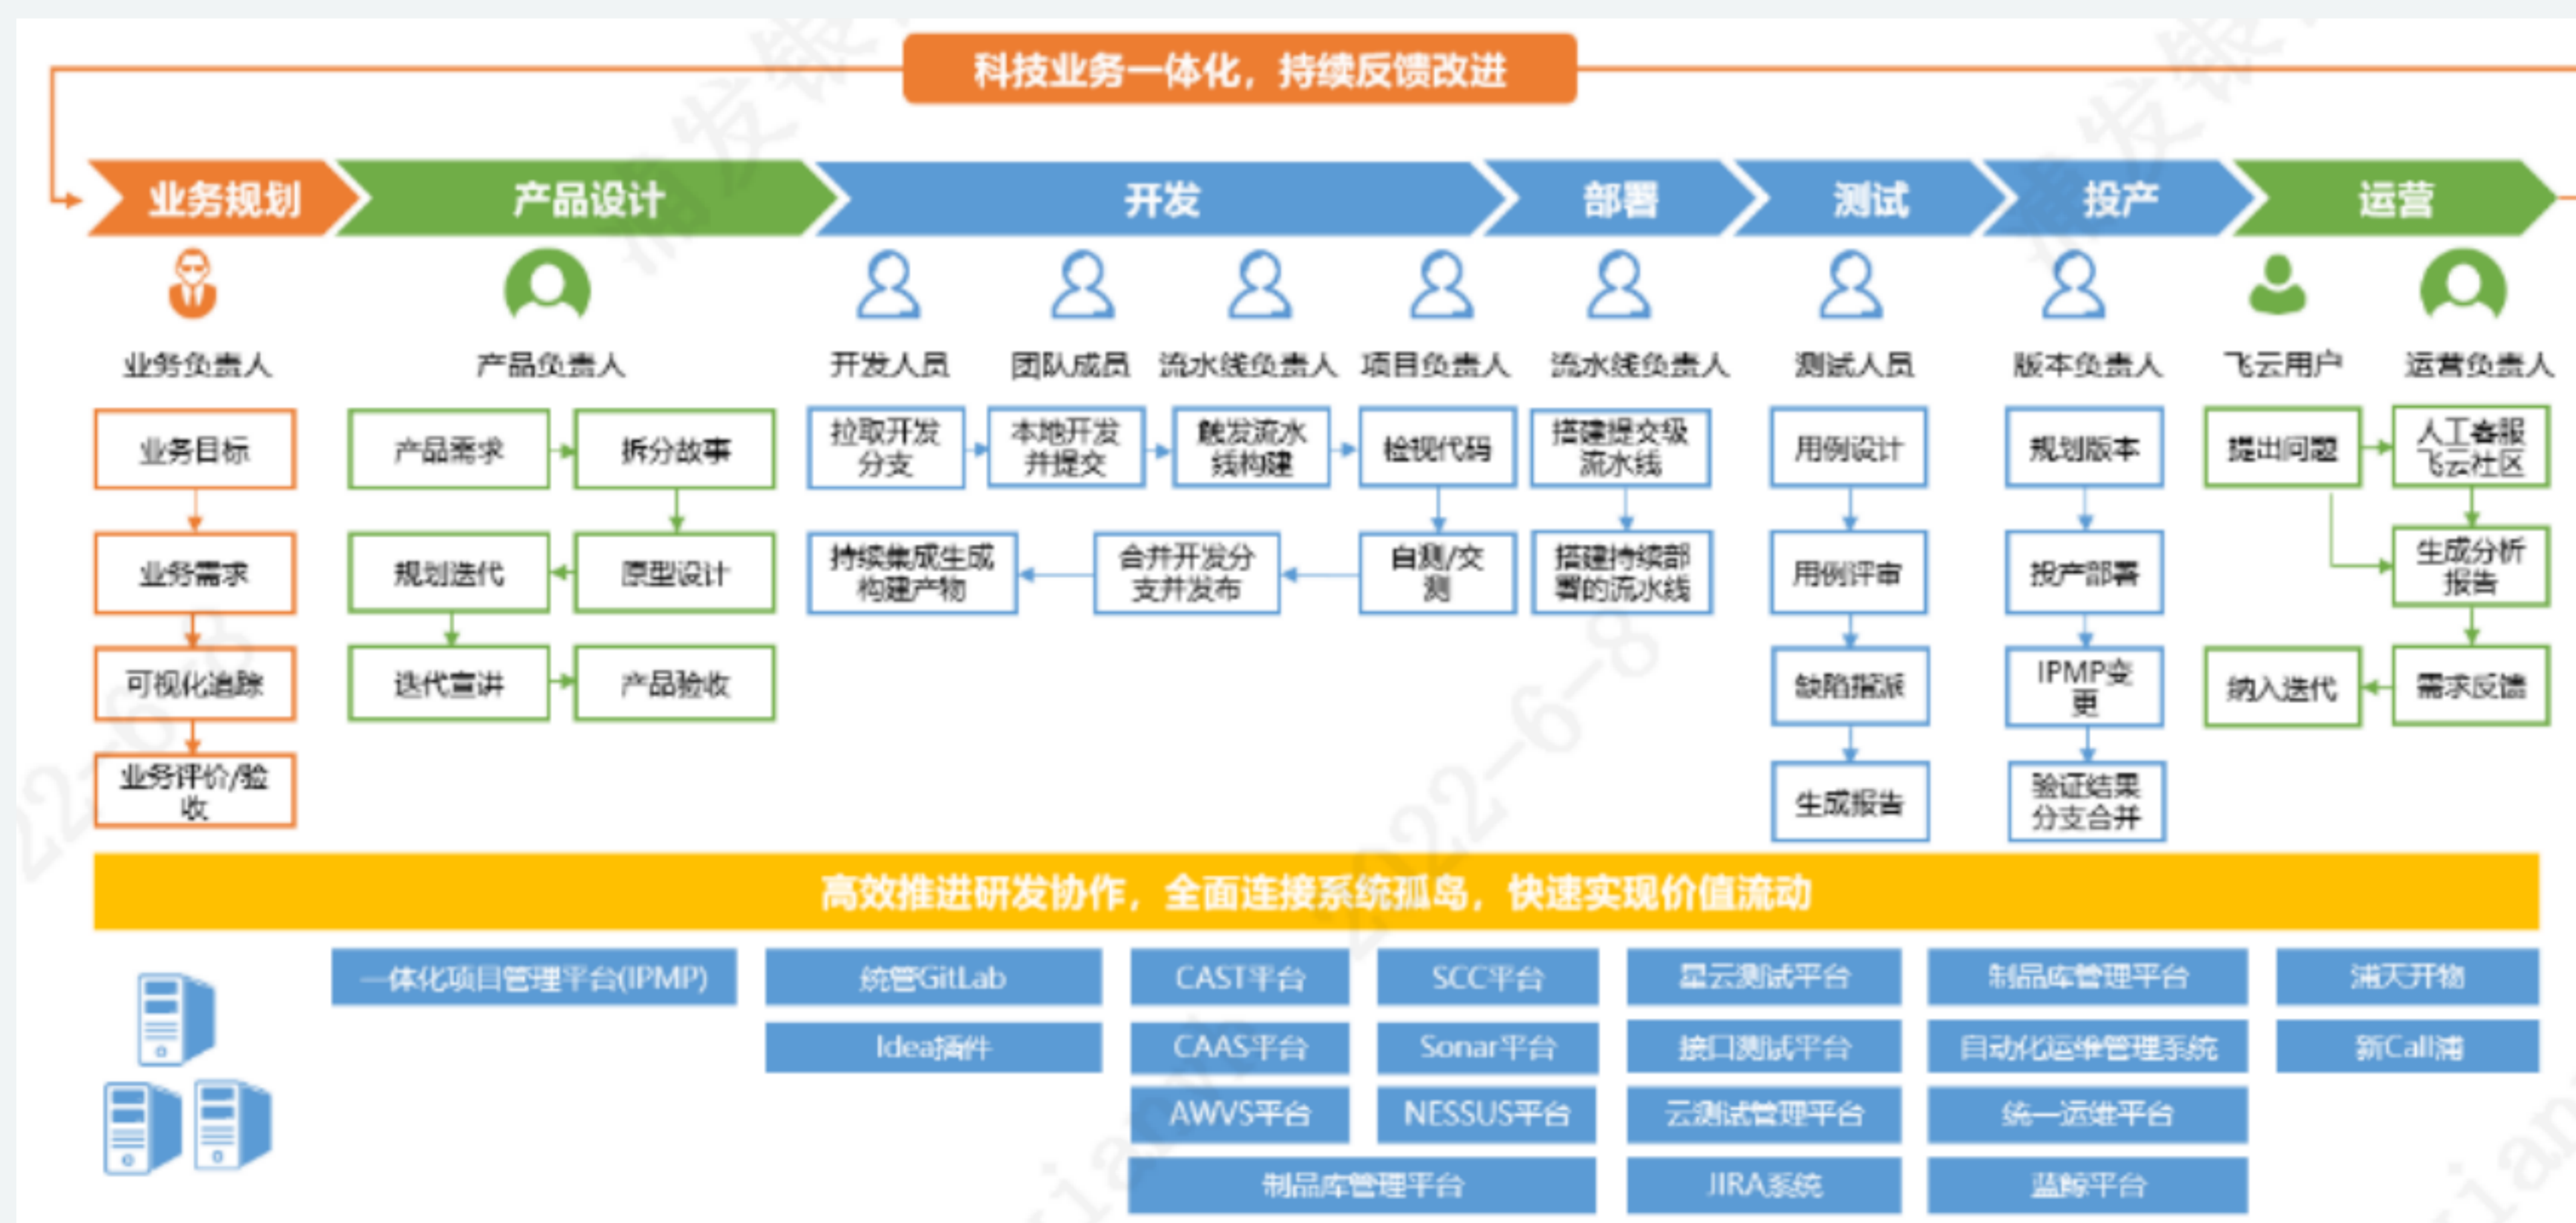 科技业务一体化，持续反馈改进
业务规划
产品设计
开发
部署
测试
投产
运营
业务负责人
产品负责人
开发人员
团队成员
流水线负责人
项目负责人
流水线负责人
测试人员
版本负责人
飞云用户
运营负责人
业务目标
业务需求
可视化追踪
业务评价/验
收
产品需求
拆分故事
规划迭代
原型设计
迭代宣讲
产品验收
拉取开发
分支
本地开发
并提交
触发流水
线构建
检视代码
持续集成生成
构建产物
合并开发分
支并发布
自测/交
测
搭建提交级
流水线
搭建持续部
署的流水线
用例设计
用例评审
缺陷指派
生成报告
规划版本
投产部署
IPMP变
更
验证结果
分支合并
提出问题
人工客服
飞云社区
生成分析
报告
纳入迭代
需求反馈
高效推进研发协作，全面连接系统孤岛，快速实现价值流动
一体化项目管理平台(IPMP)
统管GitLab
CAST平台
SCC平台
星云测试平台
制品库管理平台
浦天开物
Idea插件
CAAS平台
Sonar平台
接口测试平台
自动化运维管理系统
新Call浦
AWVS平台
NESSUS平台
云测试管理平台
统一运维平台
制品库管理平台
JIRA系统
蓝鲸平台
2022-6-8